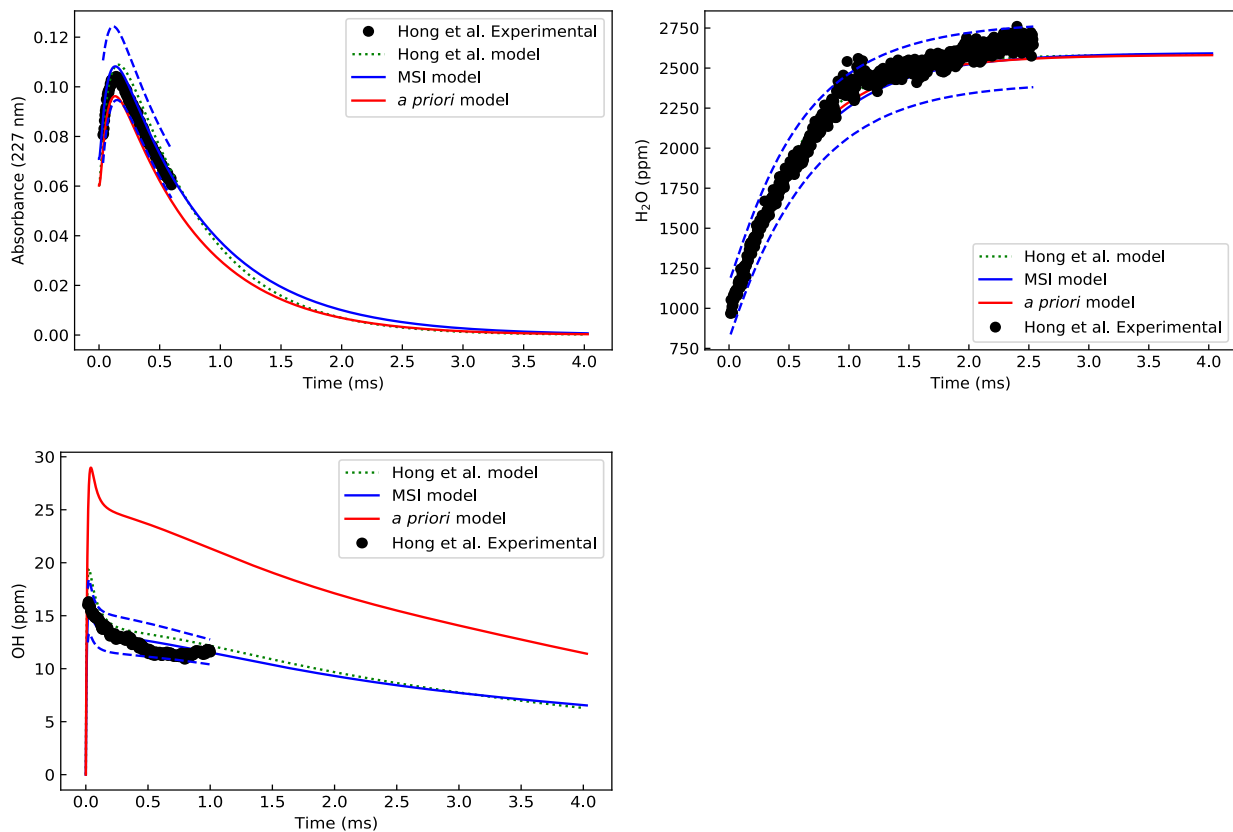 0.12
0.10
0.08
0.06
0.04
0.02
0.00
Absorbance (227 nm)
Hong et al. Experimental
Hong et al. model
MSI model
a priori model
0.0 0.5 1.0 1.5 2.0 2.5 3.0 3.5 4.0
Time (ms)
2750
2500
2250
2000
1750
1500
1250
1000
750
H₂O (ppm)
Hong et al. model
MSI model
a priori model
Hong et al. Experimental
0.0 0.5 1.0 1.5 2.0 2.5 3.0 3.5 4.0
Time (ms)
30
25
20
15
10
5
0
OH (ppm)
Hong et al. model
MSI model
a priori model
Hong et al. Experimental
0.0 0.5 1.0 1.5 2.0 2.5 3.0 3.5 4.0
Time (ms)